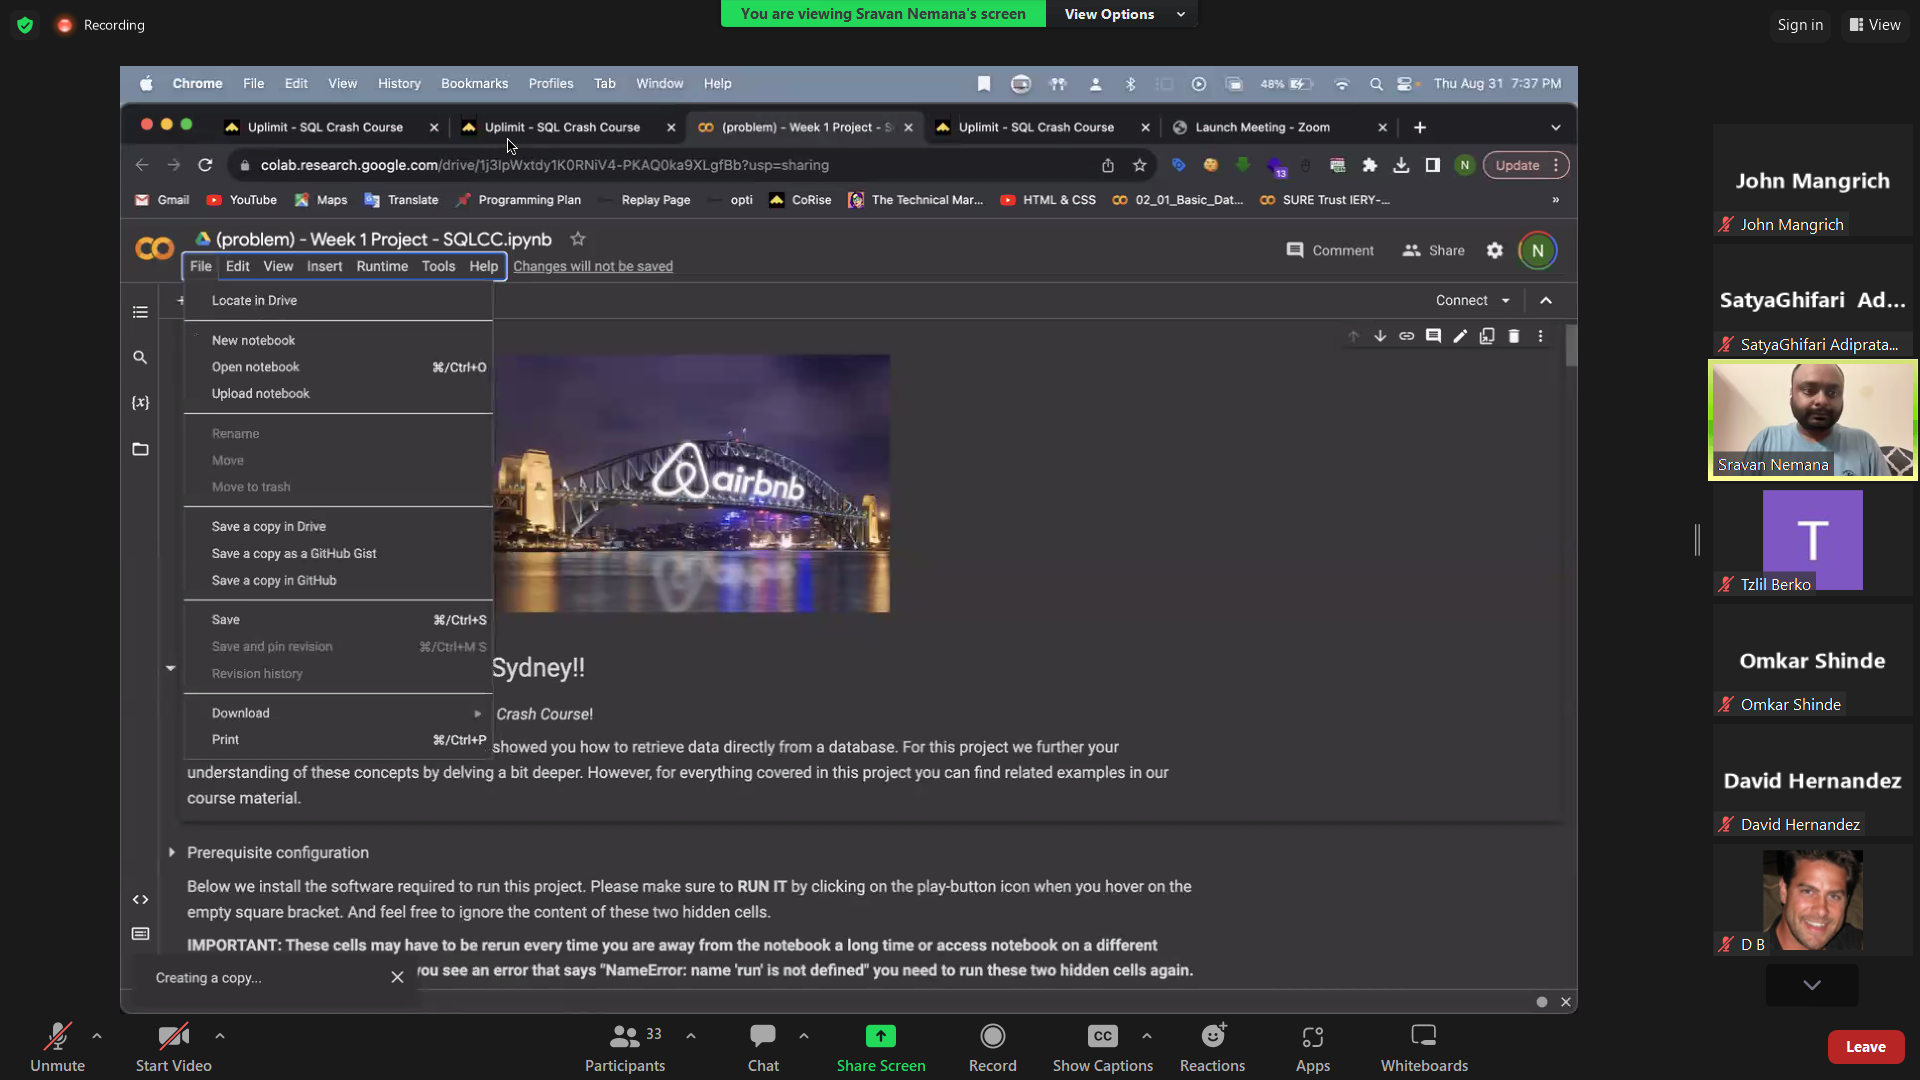 Recording
You are viewing Sravan Nemana's screen
View Options
Sign in
View
Chrome File Edit View History Bookmarks Profiles Tab Window Help
48%
Thu Aug 31 7:37 PM
Uplimit - SQL Crash Course
Uplimit - SQL Crash Course
(problem) - Week 1 Project - S
Uplimit - SQL Crash Course
Launch Meeting - Zoom
colab.research.google.com/drive/1j3IpWxtdy1K0RNiV4-PKAQ0ka9XLgfBb?usp=sharing
13
N
Update
Gmail YouTube Maps Translate Programming Plan Replay Page opti CoRise The Technical Mar... HTML & CSS 02_01_Basic_Dat... SURE Trust IERY-... »
(problem) - Week 1 Project - SQLCC.ipynb
Comment
Share
N
File Edit View Insert Runtime Tools Help Changes will not be saved
Connect
Locate in Drive
New notebook
Open notebook ⌘/Ctrl+O
Upload notebook
Rename
Move
Move to trash
Save a copy in Drive
Save a copy as a GitHub Gist
Save a copy in GitHub
Save ⌘/Ctrl+S
Save and pin revision ⌘/Ctrl+M S
Revision history
Download
Print ⌘/Ctrl+P
{x}
airbnb
Sydney!!
Crash Course!
showed you how to retrieve data directly from a database. For this project we further your
understanding of these concepts by delving a bit deeper. However, for everything covered in this project you can find related examples in our
course material.
Prerequisite configuration
Below we install the software required to run this project. Please make sure to RUN IT by clicking on the play-button icon when you hover on the
empty square bracket. And feel free to ignore the content of these two hidden cells.
IMPORTANT: These cells may have to be rerun every time you are away from the notebook a long time or access notebook on a different
you see an error that says "NameError: name 'run' is not defined" you need to run these two hidden cells again.
Creating a copy...
John Mangrich
John Mangrich
SatyaGhifari Ad...
SatyaGhifari Adiprata...
Sravan Nemana
T
Tzlil Berko
Omkar Shinde
Omkar Shinde
David Hernandez
David Hernandez
D B
Unmute
Start Video
33
Participants
Chat
Share Screen
Record
CC
Show Captions
Reactions
Apps
Whiteboards
Leave